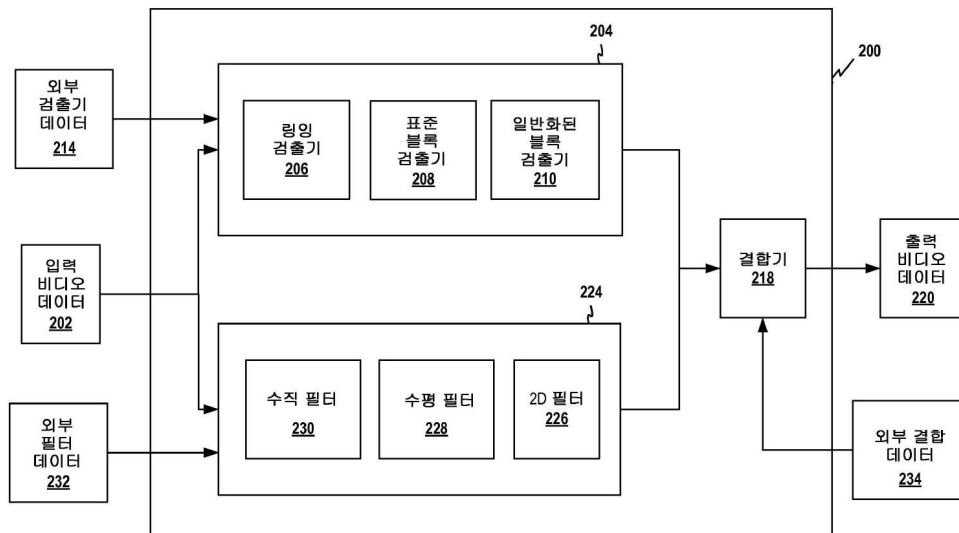 204
200
외부
검출기
데이터
214
링잉
검출기
206
표준
블록
검출기
208
일반화된
블록
검출기
210
입력
비디오
데이터
202
결합기
218
출력
비디오
데이터
220
224
수직 필터
230
수평 필터
228
2D 필터
226
외부
필터
데이터
232
외부 결합
데이터
234